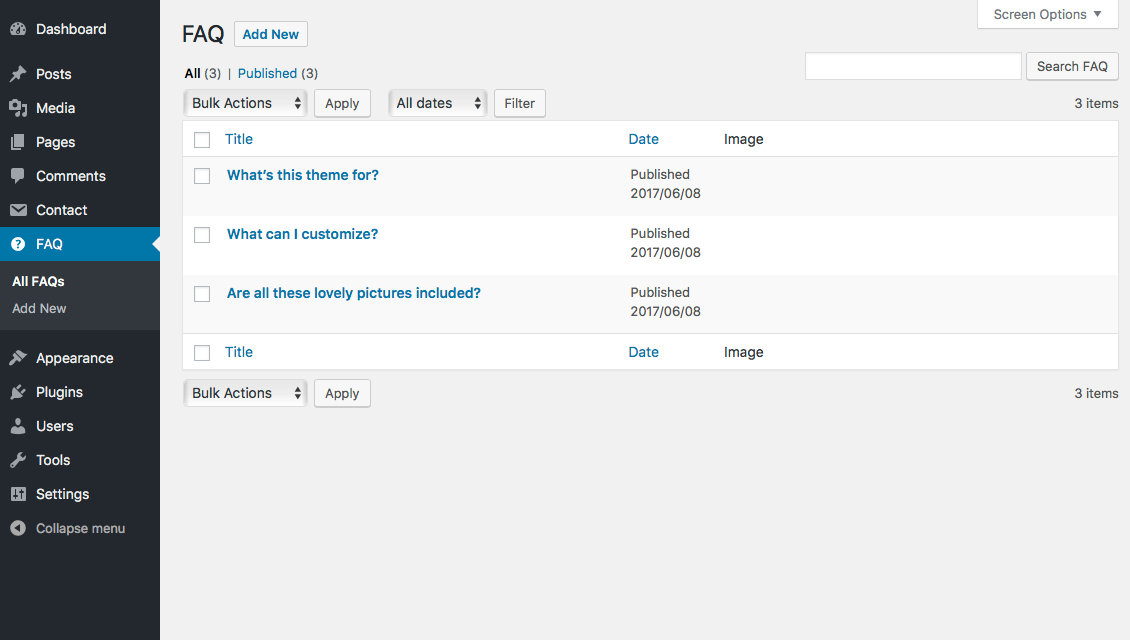 Dashboard
Posts
Media
Pages
Comments
Contact
FAQ
All FAQs
Add New
Appearance
Plugins
Users
Tools
Settings
Collapse menu
Screen Options
FAQ Add New
All (3) | Published (3)
Search FAQ
Bulk Actions Apply All dates Filter 3 items
Title Date Image
What’s this theme for? Published
2017/06/08
What can I customize? Published
2017/06/08
Are all these lovely pictures included? Published
2017/06/08
Title Date Image
Bulk Actions Apply 3 items